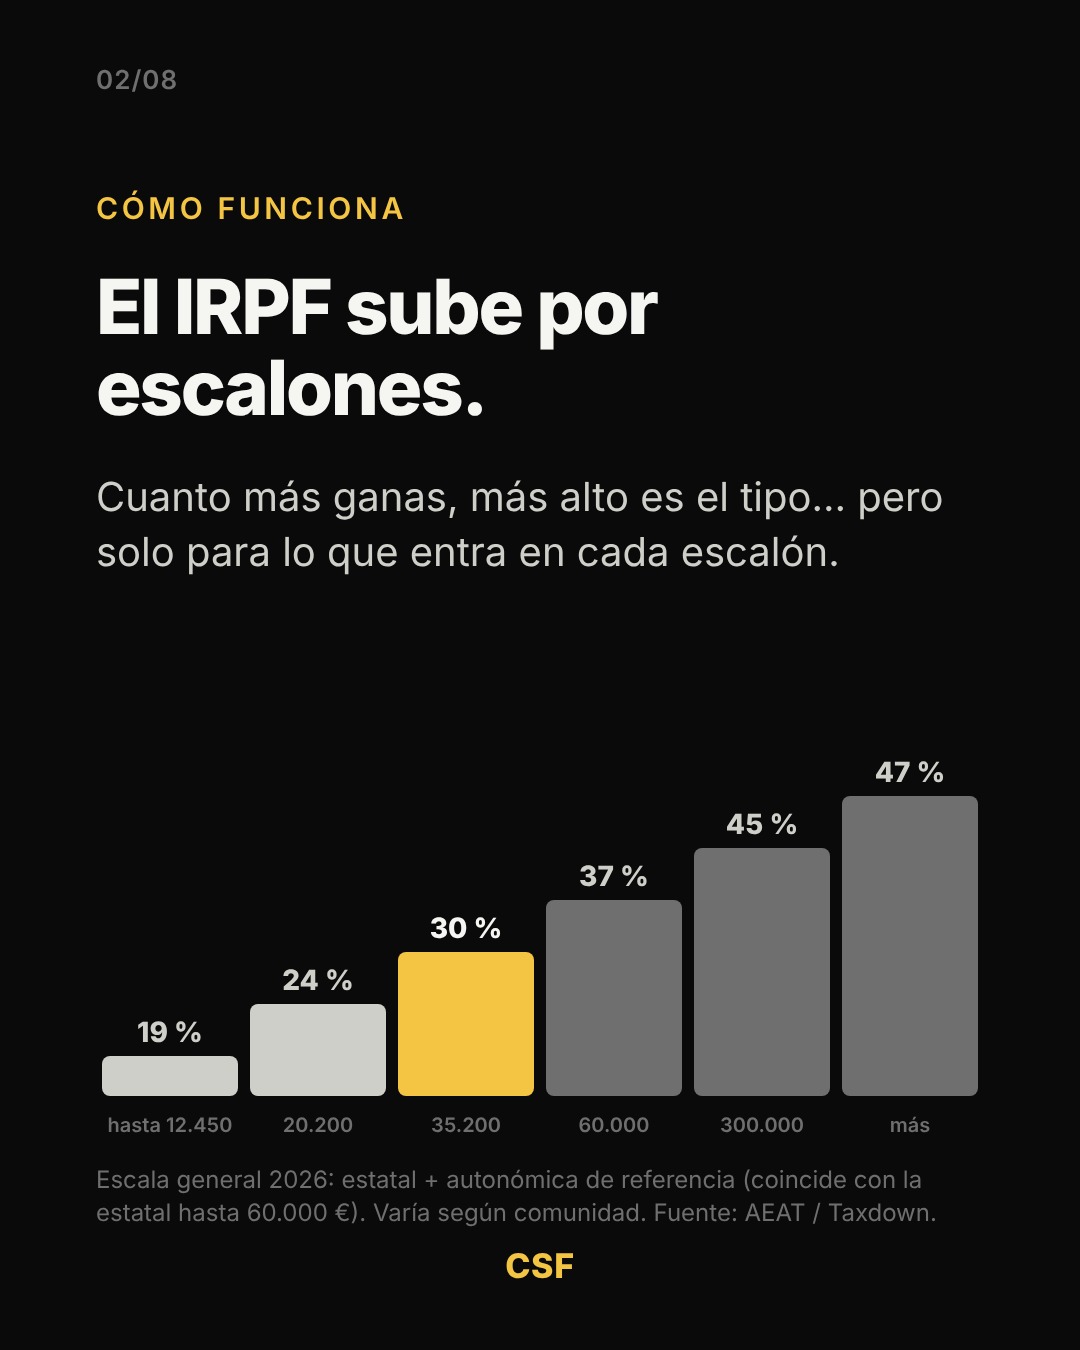 02/08
CÓMO FUNCIONA
El IRPF sube por
escalones.
Cuanto más ganas, más alto es el tipo... pero
solo para lo que entra en cada escalón.
47 %
45 %
37 %
30 %
24 %
19 %
hasta 12.450 20.200 35.200 60.000 300.000 más
Escala general 2026: estatal + autonómica de referencia (coincide con la
estatal hasta 60.000 €). Varía según comunidad. Fuente: AEAT / Taxdown.
CSF